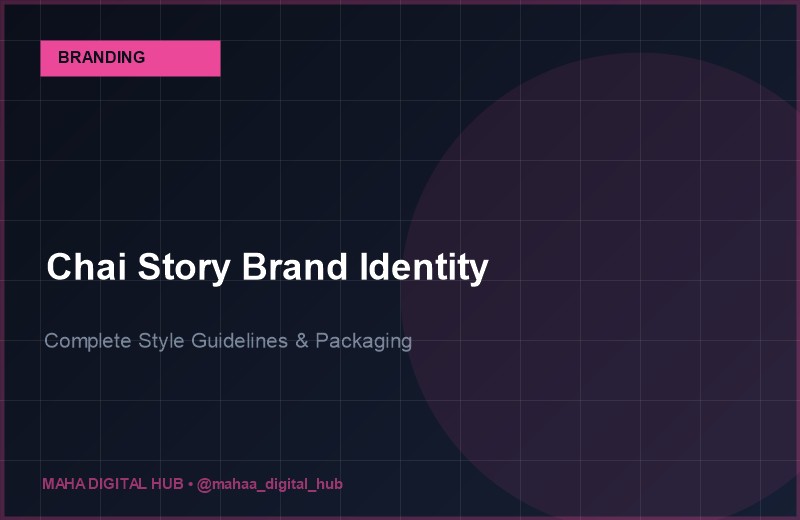 BRANDING
Chai Story Brand Identity
Complete Style Guidelines & Packaging
MAHA DIGITAL HUB • @mahaa_digital_hub